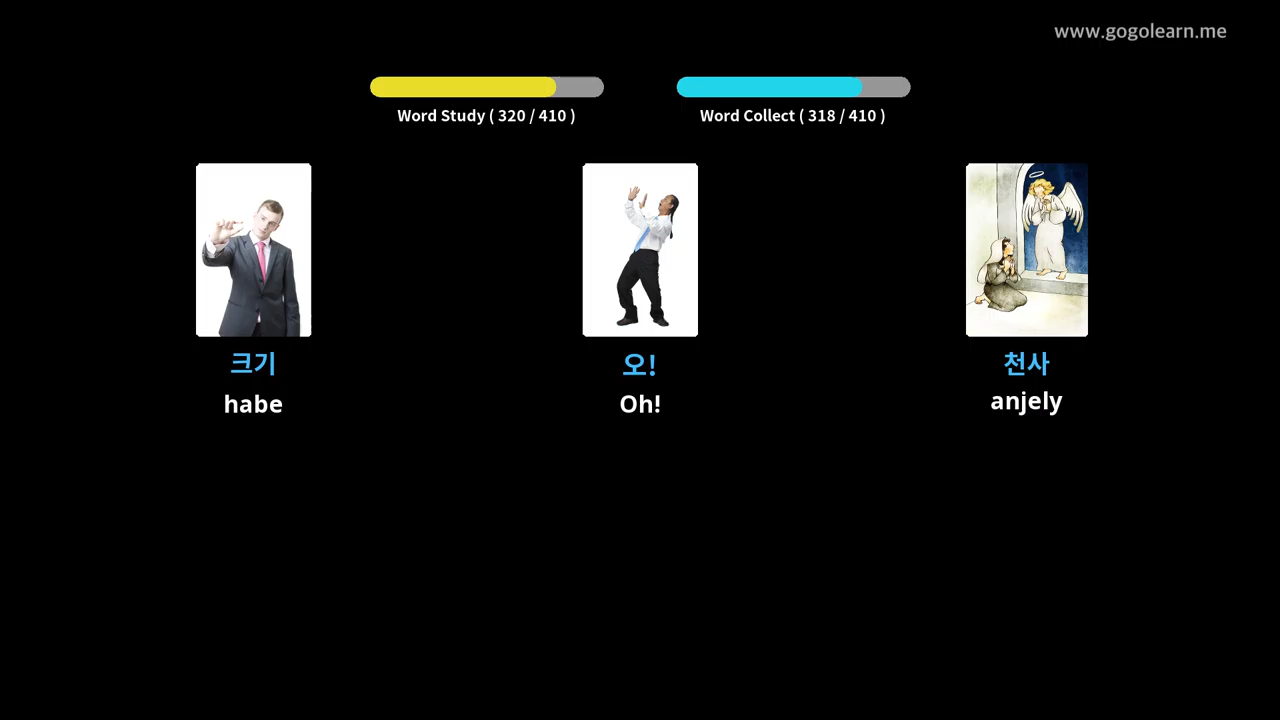 www.gogolearn.me
Word Study ( 320 / 410 )
Word Collect ( 318 / 410 )
크기
habe
오!
Oh!
천사
anjely